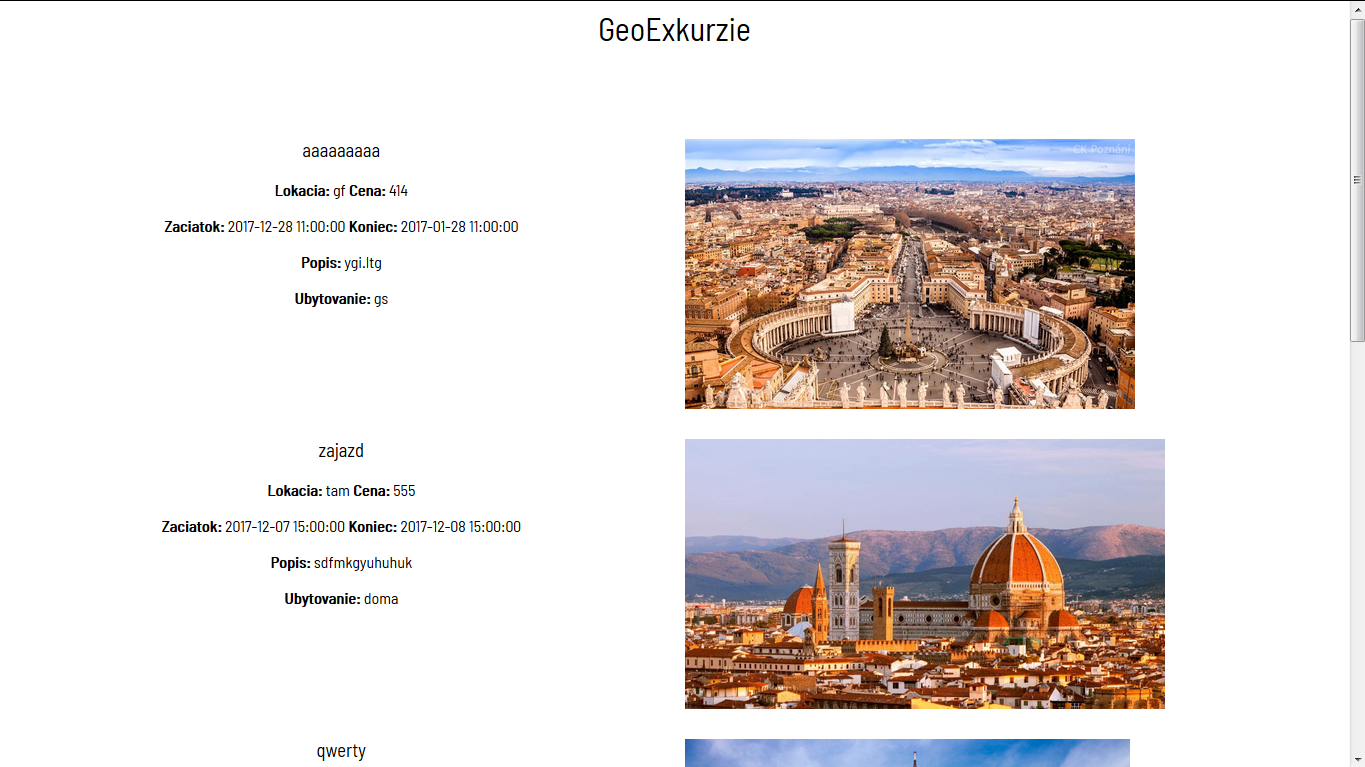 GeoExkurzie
aaaaaaaaa
Lokacia: gf Cena: 414
Zaciatok: 2017-12-28 11:00:00 Koniec: 2017-01-28 11:00:00
Popis: ygi.ltg
Ubytovanie: gs
CK Poznání
zajazd
Lokacia: tam Cena: 555
Zaciatok: 2017-12-07 15:00:00 Koniec: 2017-12-08 15:00:00
Popis: sdfmkgyuhuhuk
Ubytovanie: doma
qwerty